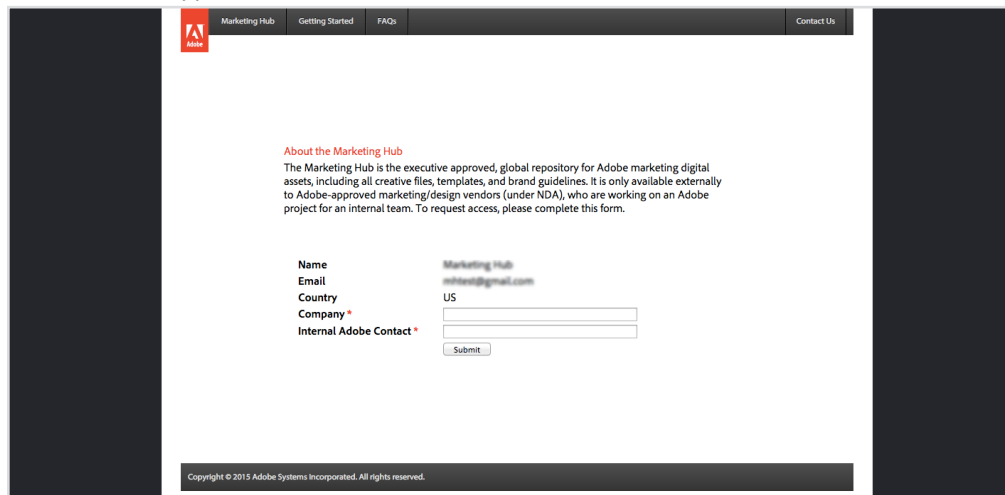 Marketing Hub Getting Started FAQs Contact Us
Adobe
About the Marketing Hub
The Marketing Hub is the executive approved, global repository for Adobe marketing digital
assets, including all creative files, templates, and brand guidelines. It is only available externally
to Adobe-approved marketing/design vendors (under NDA), who are working on an Adobe
project for an internal team. To request access, please complete this form.
Name Marketing Hub
Email
Country US
Company *
Internal Adobe Contact *
Submit
Copyright © 2015 Adobe Systems Incorporated. All rights reserved.